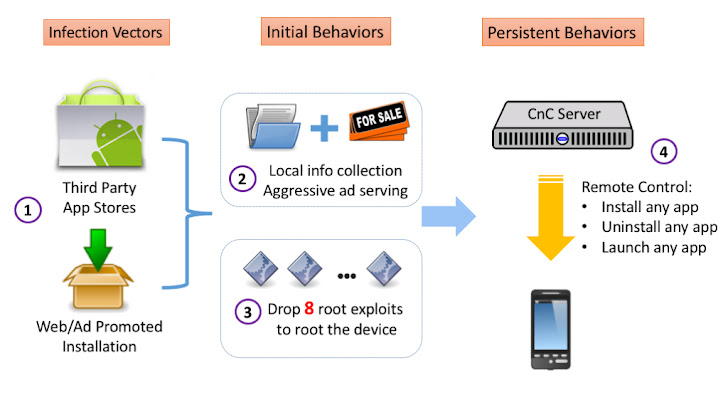 Infection Vectors
Initial Behaviors
Persistent Behaviors
1
Third Party
App Stores
Web/Ad Promoted
Installation
FOR SALE
2
Local info collection
Aggressive ad serving
3
Drop 8 root exploits
to root the device
CnC Server
4
Remote Control:
• Install any app
• Uninstall any app
• Launch any app